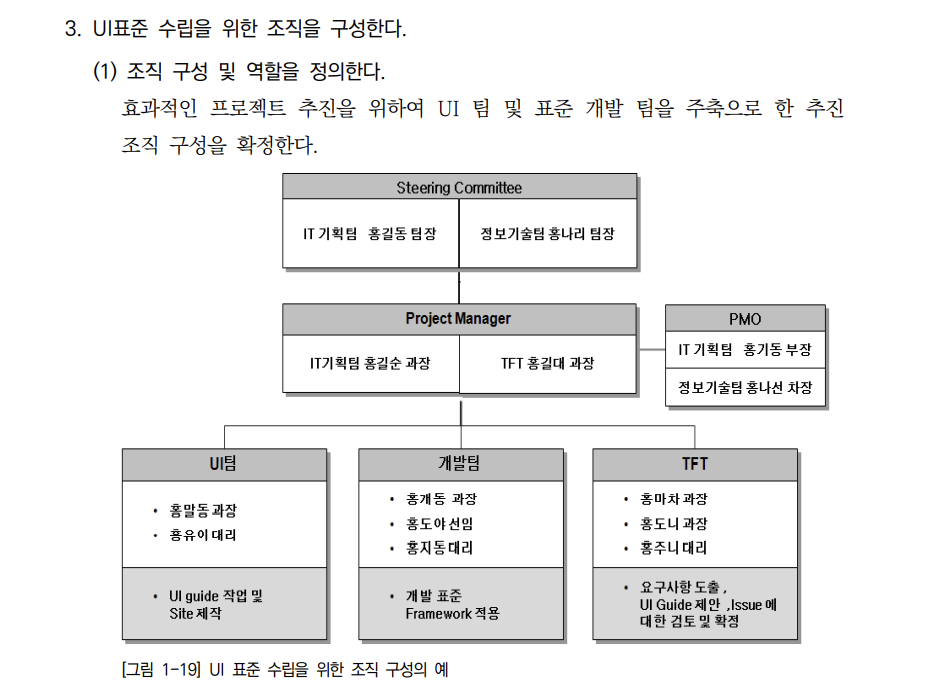 3. UI표준 수립을 위한 조직을 구성한다.
(1) 조직 구성 및 역할을 정의한다.
효과적인 프로젝트 추진을 위하여 UI 팀 및 표준 개발 팀을 주축으로 한 추진
조직 구성을 확정한다.
Steering Committee
IT 기획팀 홍길동 팀장
정보기술팀 홍나리 팀장
Project Manager
IT기획팀 홍길순 과장
TFT 홍길대 과장
PMO
IT 기획팀 홍기동 부장
정보기술팀 홍나선 차장
UI팀
• 홍말동 과장
• 홍유이 대리
• UI guide 작업 및
Site 제작
개발팀
• 홍개동 과장
• 홍도야 선임
• 홍지동 대리
• 개발 표준
Framework 적용
TFT
• 홍마차 과장
• 홍도니 과장
• 홍주니 대리
• 요구사항 도출 ,
UI Guide 제안 ,Issue 에
대한 검토 및 확정
[그림 1-19] UI 표준 수립을 위한 조직 구성의 예